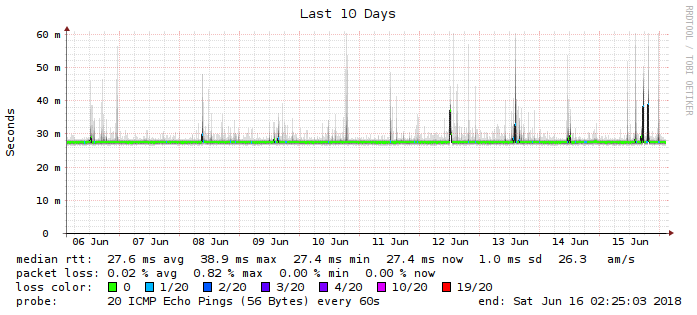 Last 10 Days
RRDTOOL / TOBI OETIKER
Seconds
60 m
50 m
40 m
30 m
20 m
10 m
0
06 Jun 07 Jun 08 Jun 09 Jun 10 Jun 11 Jun 12 Jun 13 Jun 14 Jun 15 Jun
median rtt: 27.6 ms avg 38.9 ms max 27.4 ms min 27.4 ms now 1.0 ms sd 26.3 am/s
packet loss: 0.02 % avg 0.82 % max 0.00 % min 0.00 % now
loss color: 0 1/20 2/20 3/20 4/20 10/20 19/20
probe: 20 ICMP Echo Pings (56 Bytes) every 60s end: Sat Jun 16 02:25:03 2018